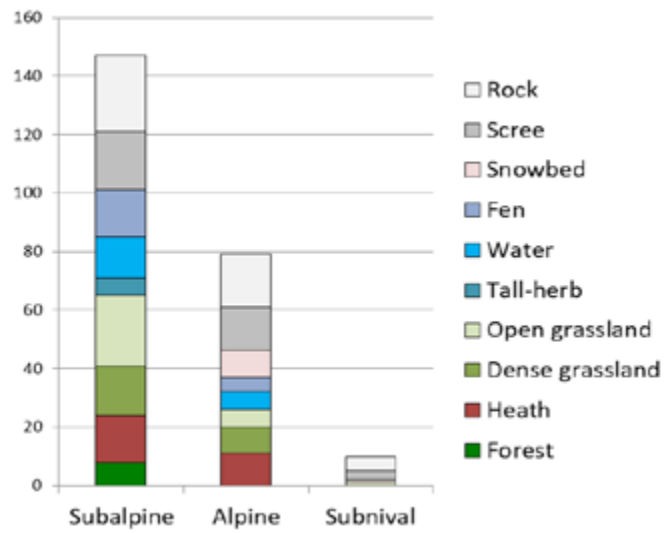 160
140
120
100
80
60
40
20
0
Subalpine Alpine Subnival
Rock
Scree
Snowbed
Fen
Water
Tall-herb
Open grassland
Dense grassland
Heath
Forest